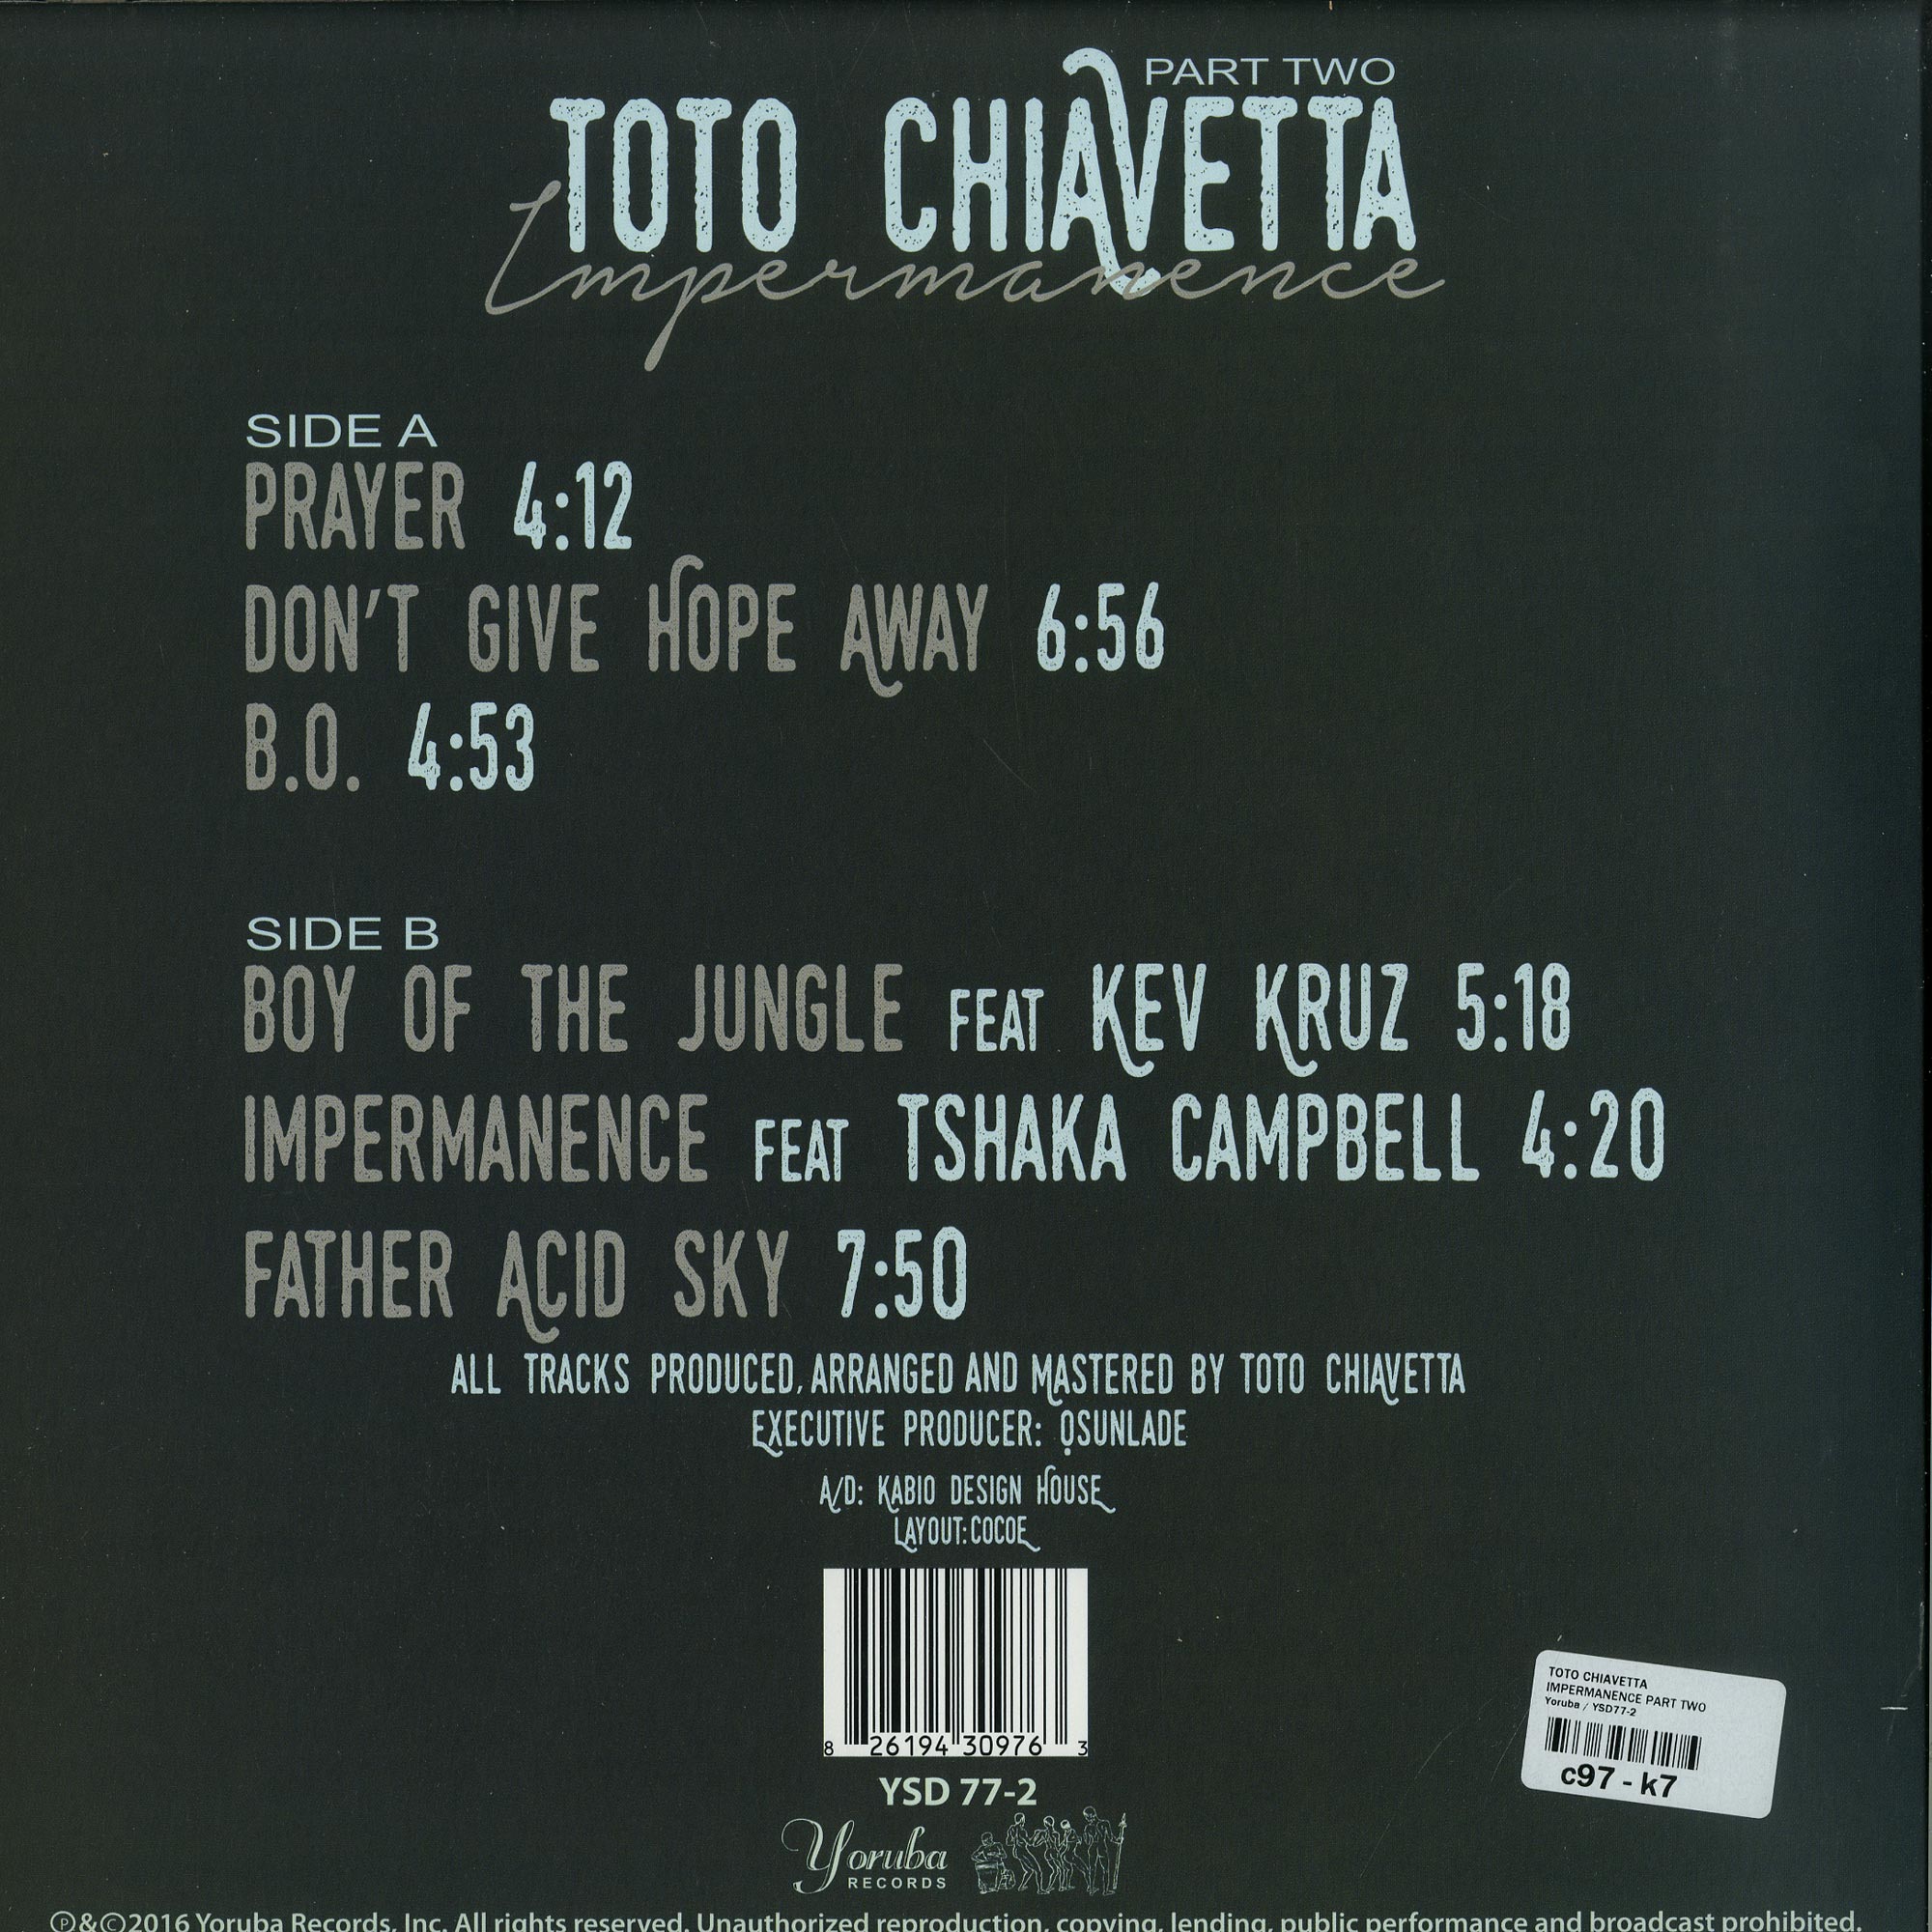 PART TWO
TOTO CHIAVETTA
Impermanence
SIDE A
PRAYER 4:12
DON'T GIVE HOPE AWAY 6:56
B.O. 4:53
SIDE B
BOY OF THE JUNGLE FEAT KEV KRUZ 5:18
IMPERMANENCE FEAT TSHAKA CAMPBELL 4:20
FATHER ACID SKY 7:50
ALL TRACKS PRODUCED, ARRANGED AND MASTERED BY TOTO CHIAVETTA
EXECUTIVE PRODUCER: ỌSUNLADE
A/D: KABIO DESIGN HOUSE
LAYOUT:COCOE
8 26194 30976 3
YSD 77-2
Yoruba
RECORDS
TOTO CHIAVETTA
IMPERMANENCE PART TWO
Yoruba / YSD77-2
c97 - k7
Ⓟ&©2016 Yoruba Records, Inc. All rights reserved. Unauthorized reproduction, copying, lending, public performance and broadcast prohibited